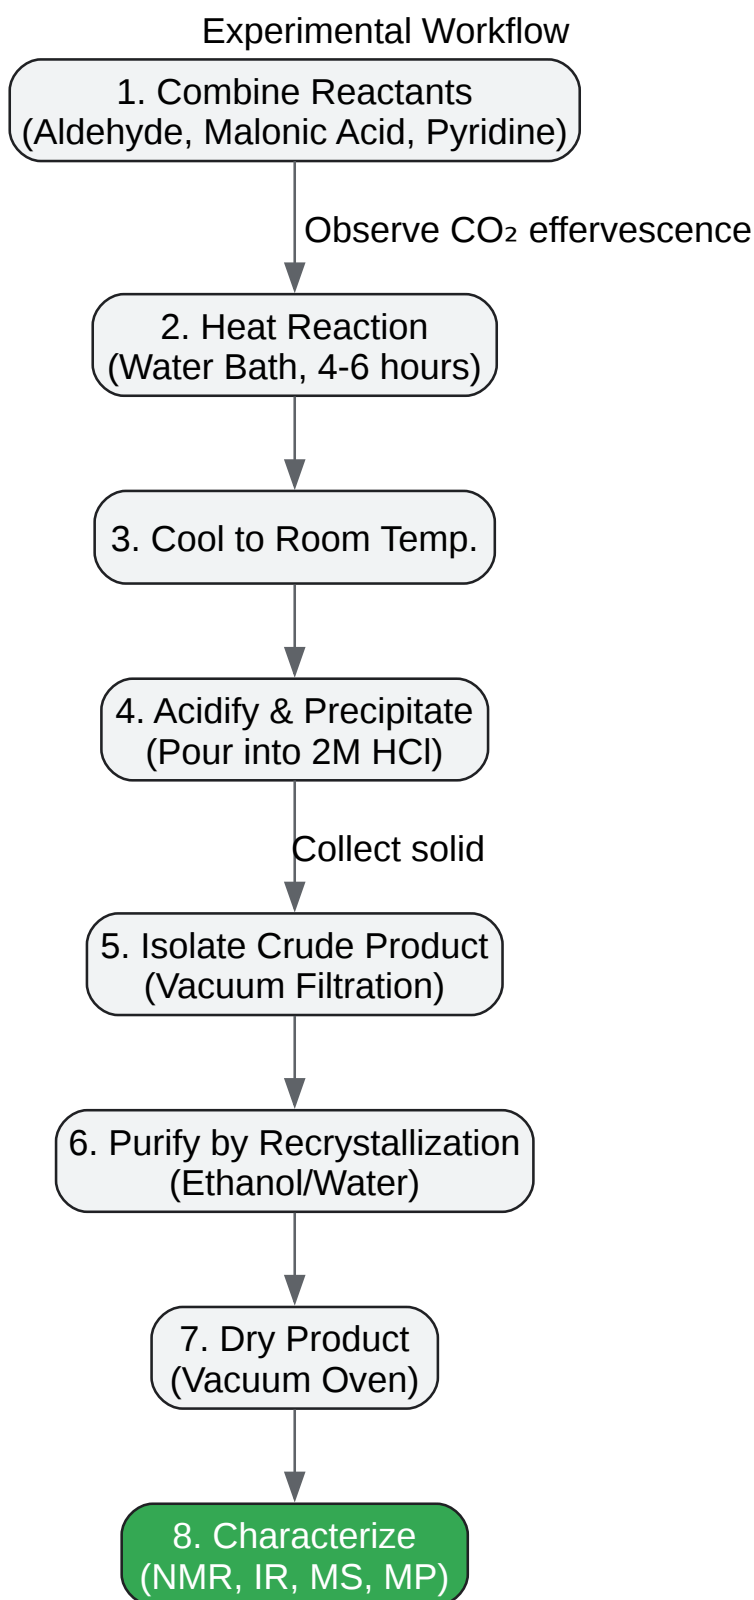 Experimental Workflow
1. Combine Reactants
(Aldehyde, Malonic Acid, Pyridine)
Observe CO₂ effervescence
2. Heat Reaction
(Water Bath, 4-6 hours)
3. Cool to Room Temp.
4. Acidify & Precipitate
(Pour into 2M HCl)
Collect solid
5. Isolate Crude Product
(Vacuum Filtration)
6. Purify by Recrystallization
(Ethanol/Water)
7. Dry Product
(Vacuum Oven)
8. Characterize
(NMR, IR, MS, MP)